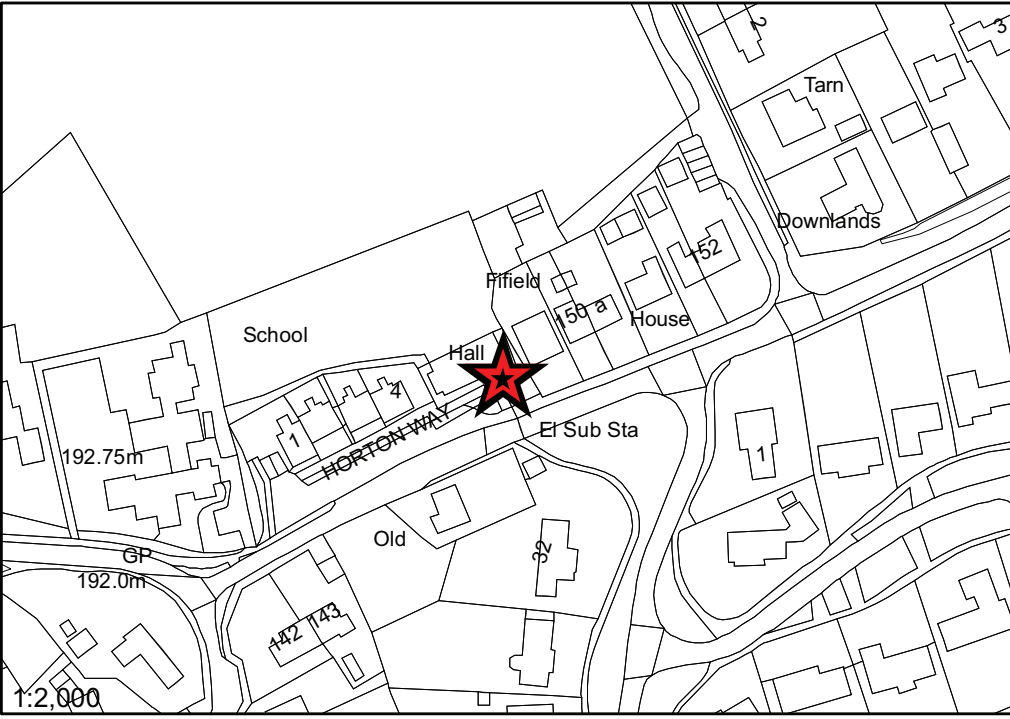 2
3
Tarn
Downlands
152
Fifield
150 a
House
School
Hall
4
HORTON WAY
El Sub Sta
1
1
192.75m
Old
32
GP
192.0m
142
143
1:2,000